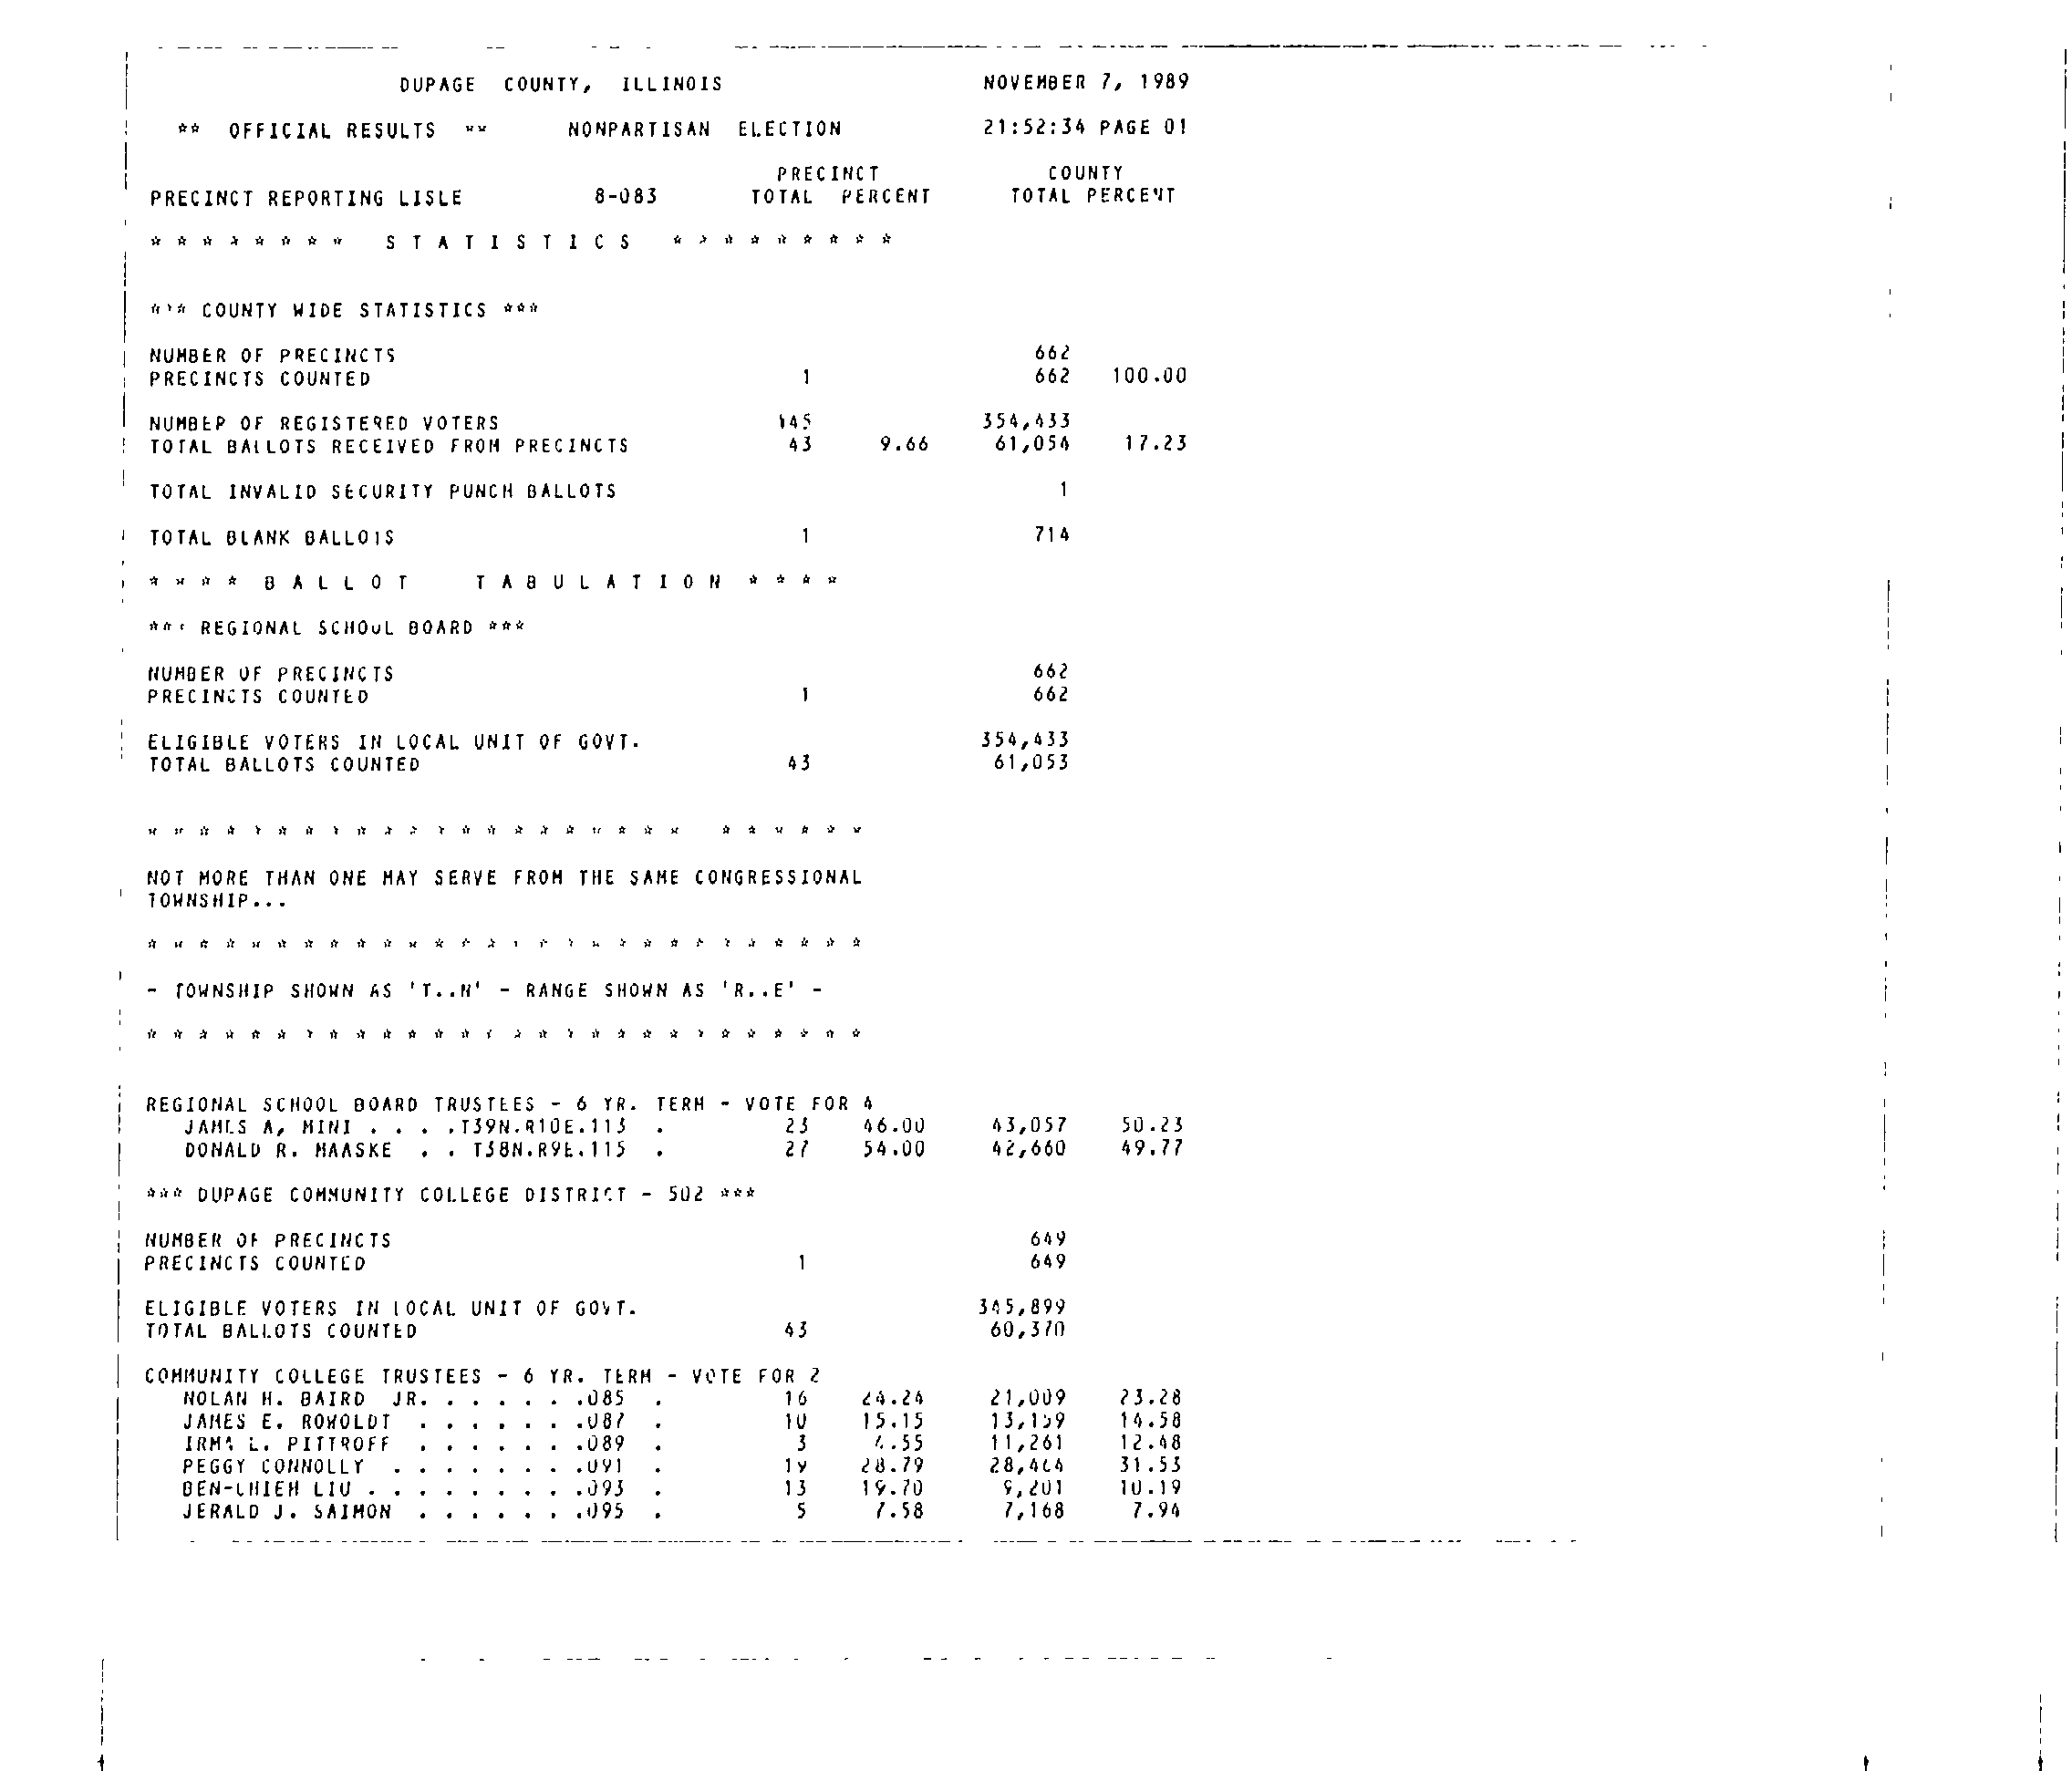 DUPAGE COUNTY, ILLINOIS NOVEMBER 7, 1989
** OFFICIAL RESULTS ** NONPARTISAN ELECTION 21:52:34 PAGE 01
PRECINCT COUNTY
PRECINCT REPORTING LISLE 8-083 TOTAL PERCENT TOTAL PERCENT
* * * * * * * * S T A T I S T I C S * * * * * * * * *
*** COUNTY WIDE STATISTICS ***
NUMBER OF PRECINCTS 662
PRECINCTS COUNTED 1 662 100.00
NUMBER OF REGISTERED VOTERS 445 354,433
TOTAL BALLOTS RECEIVED FROM PRECINCTS 43 9.66 61,054 17.23
TOTAL INVALID SECURITY PUNCH BALLOTS 1
TOTAL BLANK BALLOTS 1 714
* * * * B A L L O T T A B U L A T I O N * * * *
*** REGIONAL SCHOOL BOARD ***
NUMBER OF PRECINCTS 662
PRECINCTS COUNTED 1 662
ELIGIBLE VOTERS IN LOCAL UNIT OF GOVT. 354,433
TOTAL BALLOTS COUNTED 43 61,053
* * * * * * * * * * * * * * * * * * * * * * * * * * *
NOT MORE THAN ONE MAY SERVE FROM THE SAME CONGRESSIONAL
TOWNSHIP...
* * * * * * * * * * * * * * * * * * * * * * * * * * * *
- TOWNSHIP SHOWN AS 'T..N' - RANGE SHOWN AS 'R..E' -
* * * * * * * * * * * * * * * * * * * * * * * * * * * *
REGIONAL SCHOOL BOARD TRUSTEES - 6 YR. TERM - VOTE FOR 4
JAMES A, MINI . . . .T39N.R10E.113 . 23 46.00 43,057 50.23
DONALD R. MAASKE . . T38N.R9E.115 . 27 54.00 42,660 49.77
*** DUPAGE COMMUNITY COLLEGE DISTRICT - 502 ***
NUMBER OF PRECINCTS 649
PRECINCTS COUNTED 1 649
ELIGIBLE VOTERS IN LOCAL UNIT OF GOVT. 345,899
TOTAL BALLOTS COUNTED 43 60,370
COMMUNITY COLLEGE TRUSTEES - 6 YR. TERM - VOTE FOR 2
NOLAN H. BAIRD JR. . . . . . .085 . 16 24.24 21,009 23.28
JAMES E. ROWOLDT . . . . . . .087 . 10 15.15 13,159 14.58
IRMA L. PITTROFF . . . . . . .089 . 3 4.55 11,261 12.48
PEGGY CONNOLLY . . . . . . . .091 . 19 28.79 28,464 31.53
BEN-CHIEH LIU . . . . . . . . .093 . 13 19.70 9,201 10.19
JERALD J. SAIMON . . . . . . .095 . 5 7.58 7,168 7.94